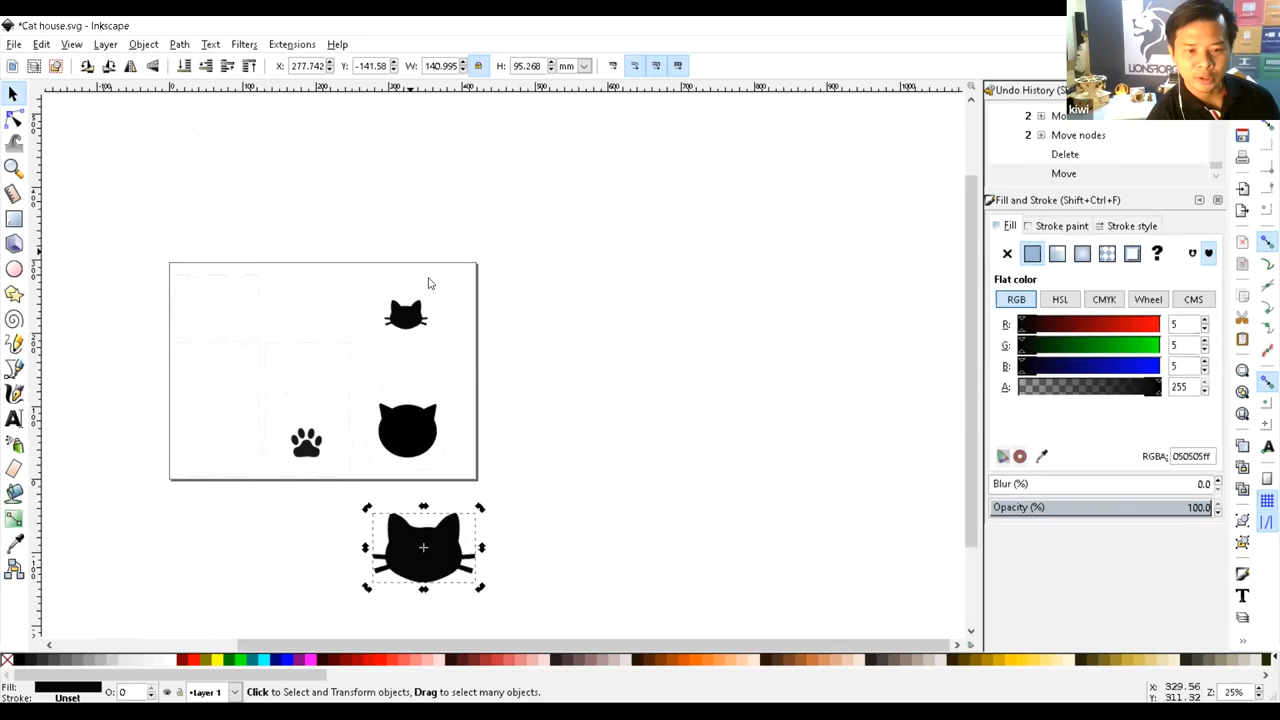 *Cat house.svg - Inkscape
File Edit View Layer Object Path Text Filters Extensions Help
X: 277.742 Y: -141.58 W: 140.995 H: 95.268 mm
LIONSFORGE
kiwi
Undo History (S
2 Mo
2 Move nodes
Delete
Move
Fill and Stroke (Shift+Ctrl+F)
Fill Stroke paint Stroke style
Flat color
RGB HSL CMYK Wheel CMS
R: 5
G: 5
B: 5
A: 255
RGBA: 050505ff
Blur (%) 0.0
Opacity (%) 100.0
Fill:
Stroke: Unset
O: 0
Layer 1
Click to Select and Transform objects, Drag to select many objects.
X: 329.56
Y: 311.32
Z: 25%